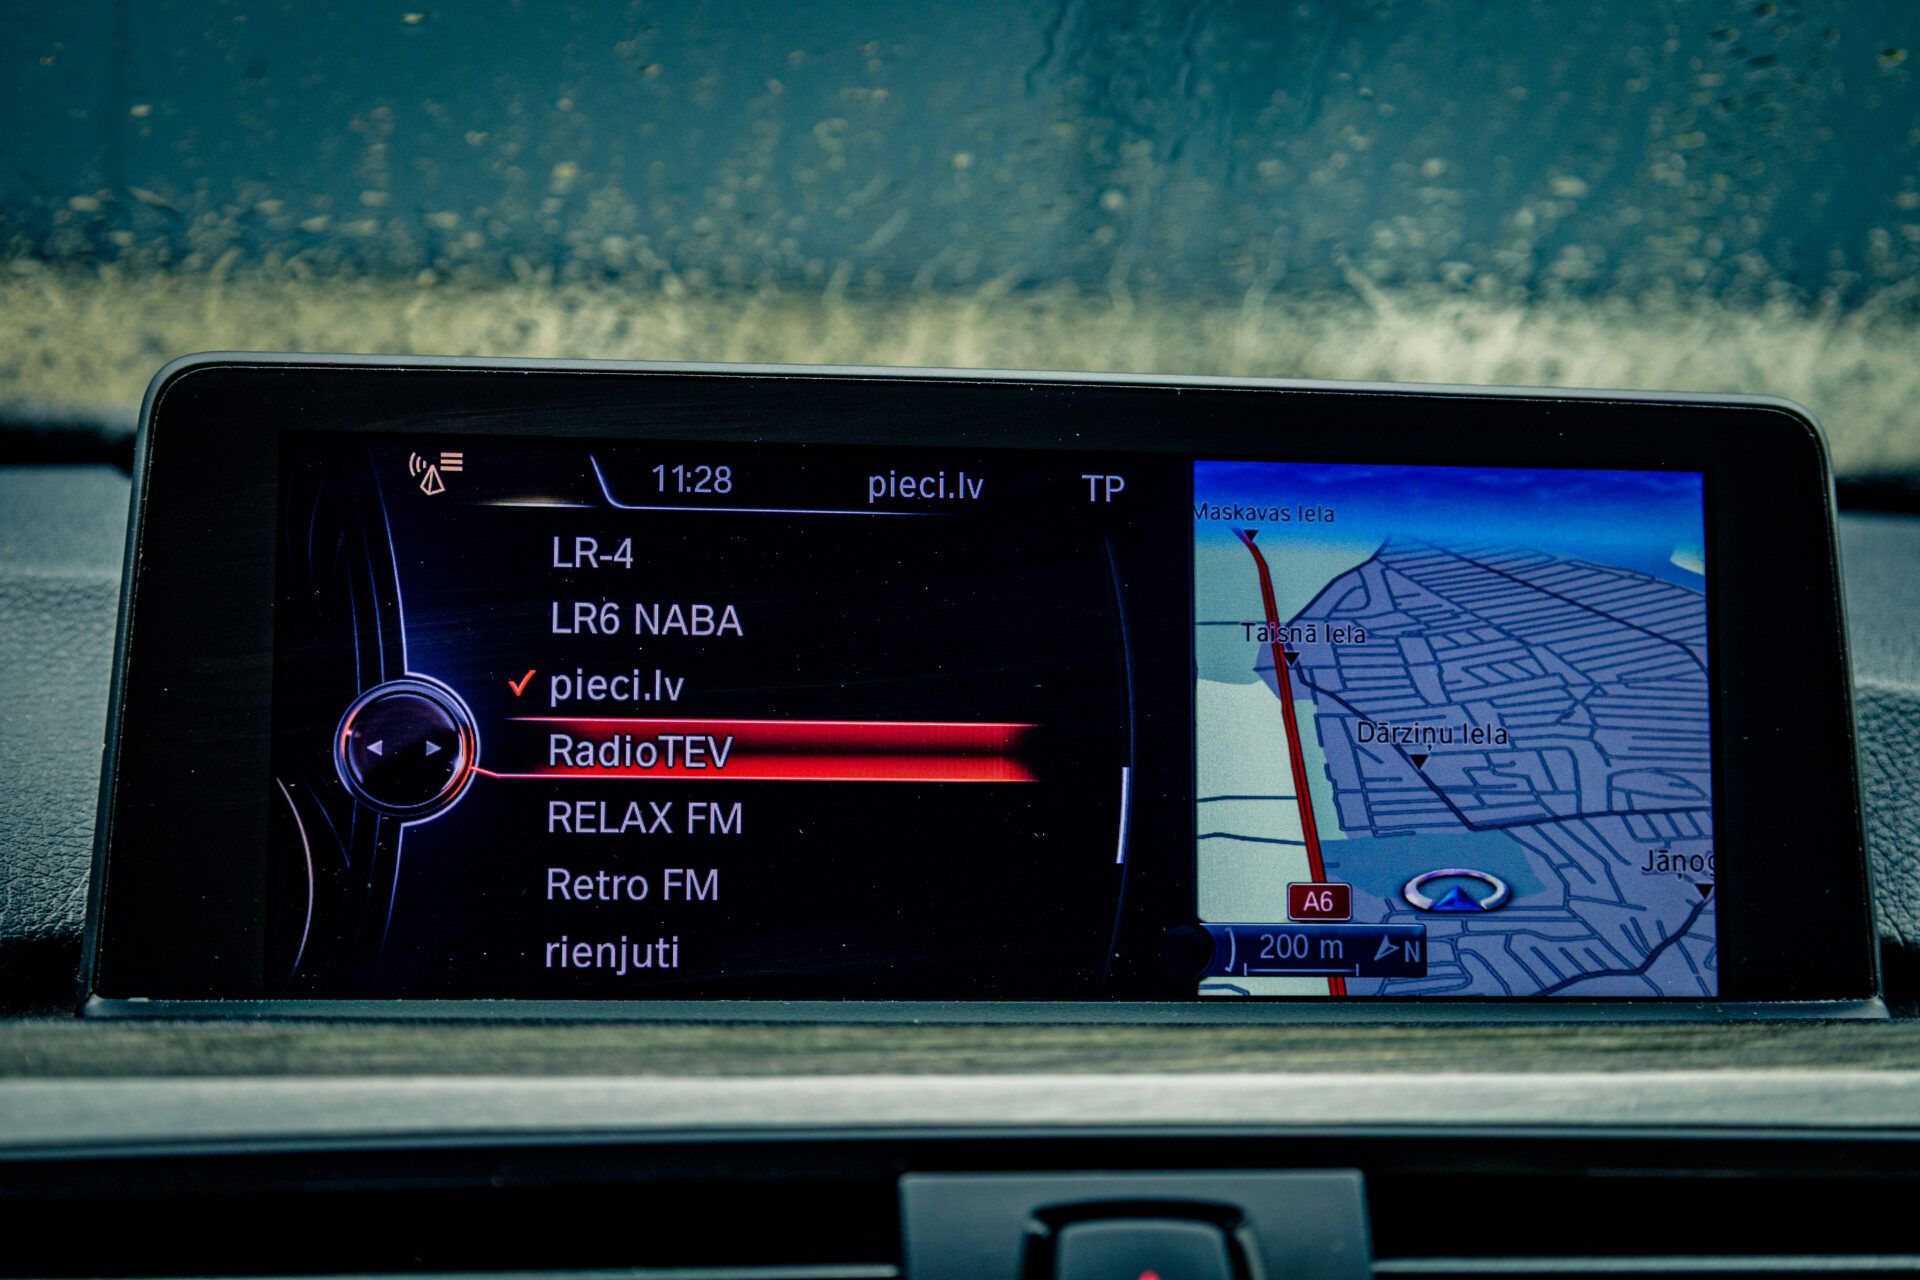 11:28 pieci.lv TP
LR-4
LR6 NABA
pieci.lv
RadioTEV
RELAX FM
Retro FM
rienjuti
Maskavas Iela
Taisnā Iela
Dārziņu Iela
A6
200 m N